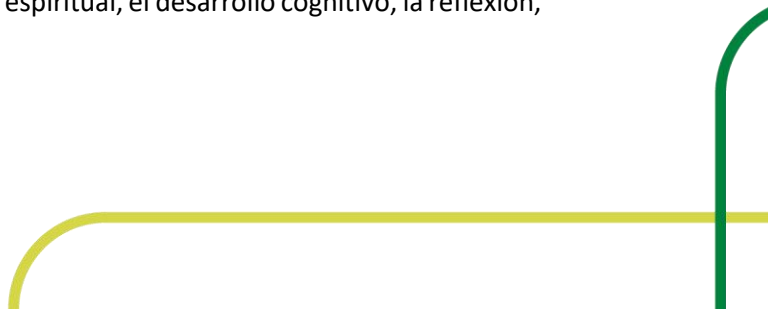 espiritual, el desarrollo cognitivo, la reflexión,